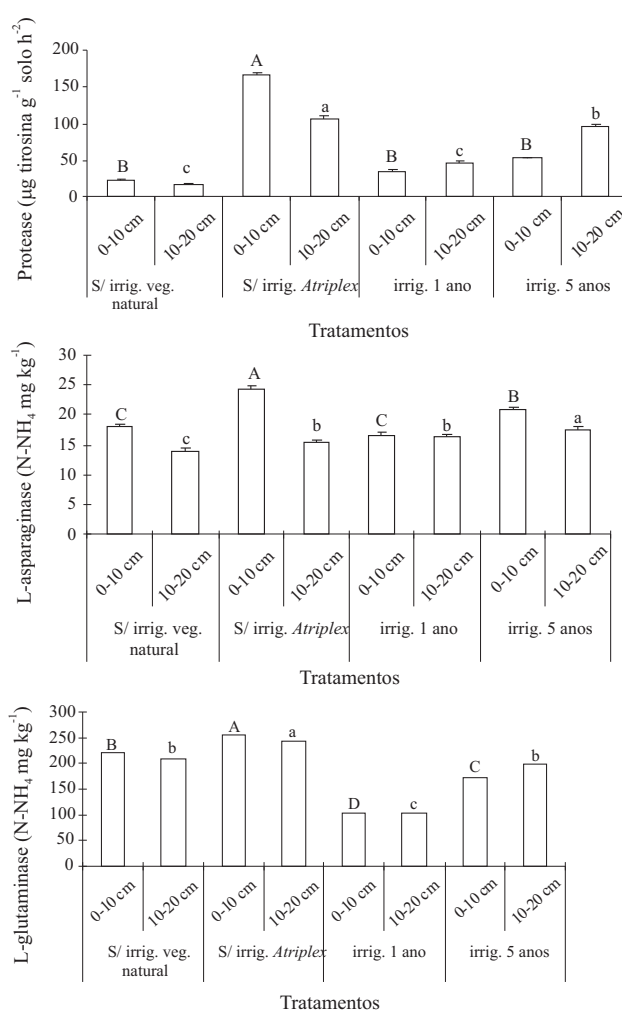 Protease (µg tirosina g⁻¹ solo h⁻²)
200
150
100
50
0
B c A a B c B b
0-10 cm 10-20 cm 0-10 cm 10-20 cm 0-10 cm 10-20 cm 0-10 cm 10-20 cm
S/ irrig. veg. natural S/ irrig. Atriplex irrig. 1 ano irrig. 5 anos
Tratamentos
L-asparaginase (N-NH₄ mg kg⁻¹)
30
25
20
15
10
5
0
C c A b C b B a
0-10 cm 10-20 cm 0-10 cm 10-20 cm 0-10 cm 10-20 cm 0-10 cm 10-20 cm
S/ irrig. veg. natural S/ irrig. Atriplex irrig. 1 ano irrig. 5 anos
Tratamentos
L-glutaminase (N-NH₄ mg kg⁻¹)
300
250
200
150
100
50
0
B b A a D c C b
0-10 cm 10-20 cm 0-10 cm 10-20 cm 0-10 cm 10-20 cm 0-10 cm 10-20 cm
S/ irrig. veg. natural S/ irrig. Atriplex irrig. 1 ano irrig. 5 anos
Tratamentos